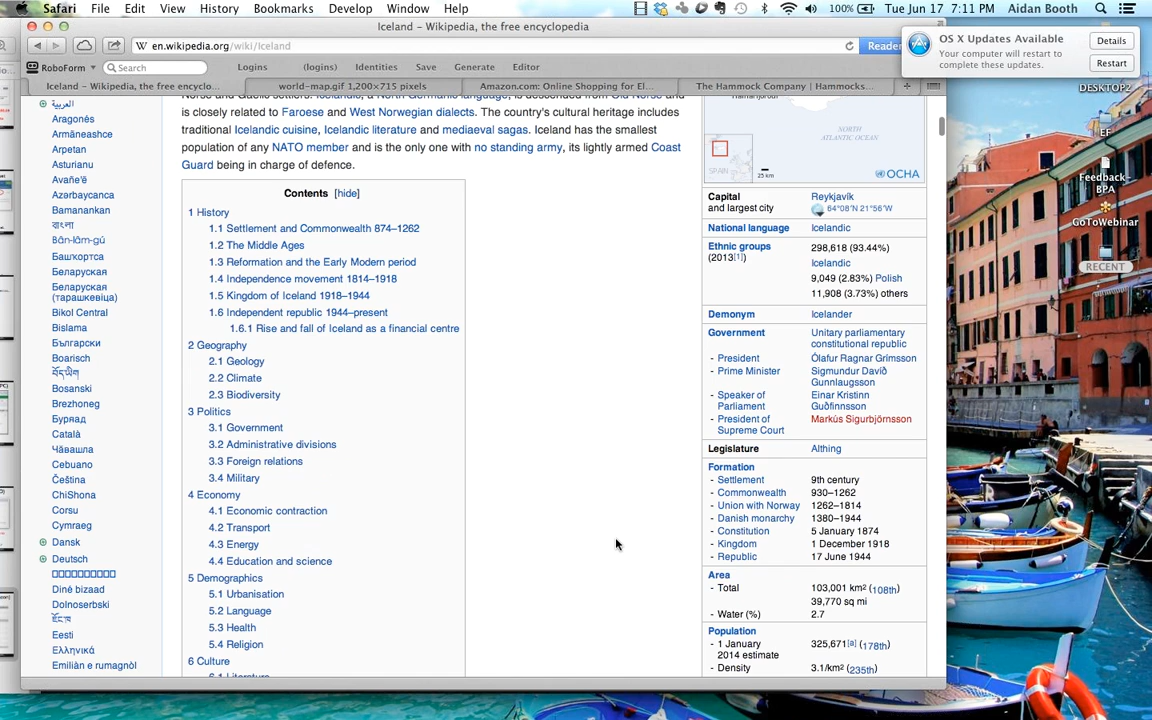 Safari File Edit View History Bookmarks Develop Window Help 100% Tue Jun 17 7:11 PM Aidan Booth
Iceland – Wikipedia, the free encyclopedia
en.wikipedia.org/wiki/Iceland Reader
OS X Updates Available
Your computer will restart to
complete these updates.
Details
Restart
RoboForm Search Logins (logins) Identities Save Generate Editor
Iceland – Wikipedia, the free encyclo... world-map.gif 1,200×715 pixels Amazon.com: Online Shopping for El... The Hammock Company | Hammocks...
DESKTOP2
EF
Feedback-
BPA
GoToWebinar
RECENT
العربية
Aragonés
Armãneashce
Arpetan
Asturianu
Avañe'ẽ
Azərbaycanca
Bamanankan
বাংলা
Bân-lâm-gú
Башҡортса
Беларуская
Беларуская
(тарашкевіца)
Bikol Central
Bislama
Български
Boarisch
བོད་ཡིག
Bosanski
Brezhoneg
Буряад
Català
Чӑвашла
Cebuano
Čeština
ChiShona
Corsu
Cymraeg
Dansk
Deutsch
Diné bizaad
Dolnoserbski
ཇོང་ཁ
Eesti
Ελληνικά
Emiliàn e rumagnòl
is closely related to Faroese and West Norwegian dialects. The country's cultural heritage includes
traditional Icelandic cuisine, Icelandic literature and mediaeval sagas. Iceland has the smallest
population of any NATO member and is the only one with no standing army, its lightly armed Coast
Guard being in charge of defence.
Contents [hide]
1 History
1.1 Settlement and Commonwealth 874–1262
1.2 The Middle Ages
1.3 Reformation and the Early Modern period
1.4 Independence movement 1814–1918
1.5 Kingdom of Iceland 1918–1944
1.6 Independent republic 1944–present
1.6.1 Rise and fall of Iceland as a financial centre
2 Geography
2.1 Geology
2.2 Climate
2.3 Biodiversity
3 Politics
3.1 Government
3.2 Administrative divisions
3.3 Foreign relations
3.4 Military
4 Economy
4.1 Economic contraction
4.2 Transport
4.3 Energy
4.4 Education and science
5 Demographics
5.1 Urbanisation
5.2 Language
5.3 Health
5.4 Religion
6 Culture
6.1 Literature
NORTH
ATLANTIC OCEAN
SPAIN
25 km
OCHA
Capital Reykjavík
and largest city 64°08′N 21°56′W
National language Icelandic
Ethnic groups 298,618 (93.44%)
(2013[1]) Icelandic
9,049 (2.83%) Polish
11,908 (3.73%) others
Demonym Icelander
Government Unitary parliamentary
constitutional republic
- President Ólafur Ragnar Grímsson
- Prime Minister Sigmundur Davíð
Gunnlaugsson
- Speaker of Einar Kristinn
Parliament Guðfinnsson
- President of Markús Sigurbjörnsson
Supreme Court
Legislature Althing
Formation
- Settlement 9th century
- Commonwealth 930–1262
- Union with Norway 1262–1814
- Danish monarchy 1380–1944
- Constitution 5 January 1874
- Kingdom 1 December 1918
- Republic 17 June 1944
Area
- Total 103,001 km² (108th)
39,770 sq mi
- Water (%) 2.7
Population
- 1 January 325,671[a] (178th)
2014 estimate
- Density 3.1/km² (235th)